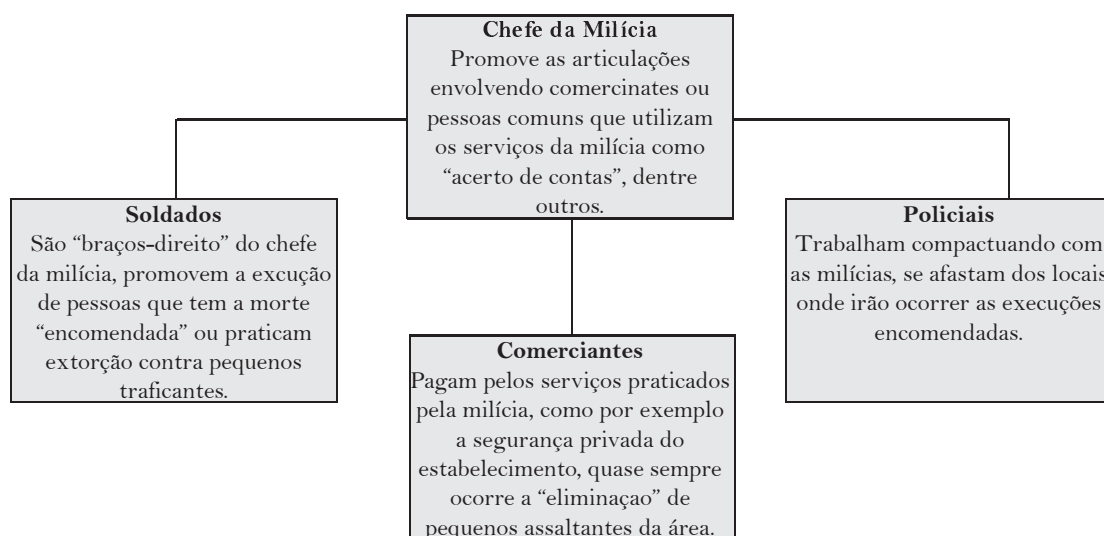 Chefe da Milícia
Promove as articulações
envolvendo comercinates ou
pessoas comuns que utilizam
os serviços da milícia como
“acerto de contas”, dentre
outros.
Soldados
São “braços-direito” do chefe
da milícia, promovem a excução
de pessoas que tem a morte
“encomendada” ou praticam
extorção contra pequenos
traficantes.
Comerciantes
Pagam pelos serviços praticados
pela milícia, como por exemplo
a segurança privada do
estabelecimento, quase sempre
ocorre a “eliminaçao” de
pequenos assaltantes da área.
Policiais
Trabalham compactuando com
as milícias, se afastam dos locais
onde irão ocorrer as execuções
encomendadas.